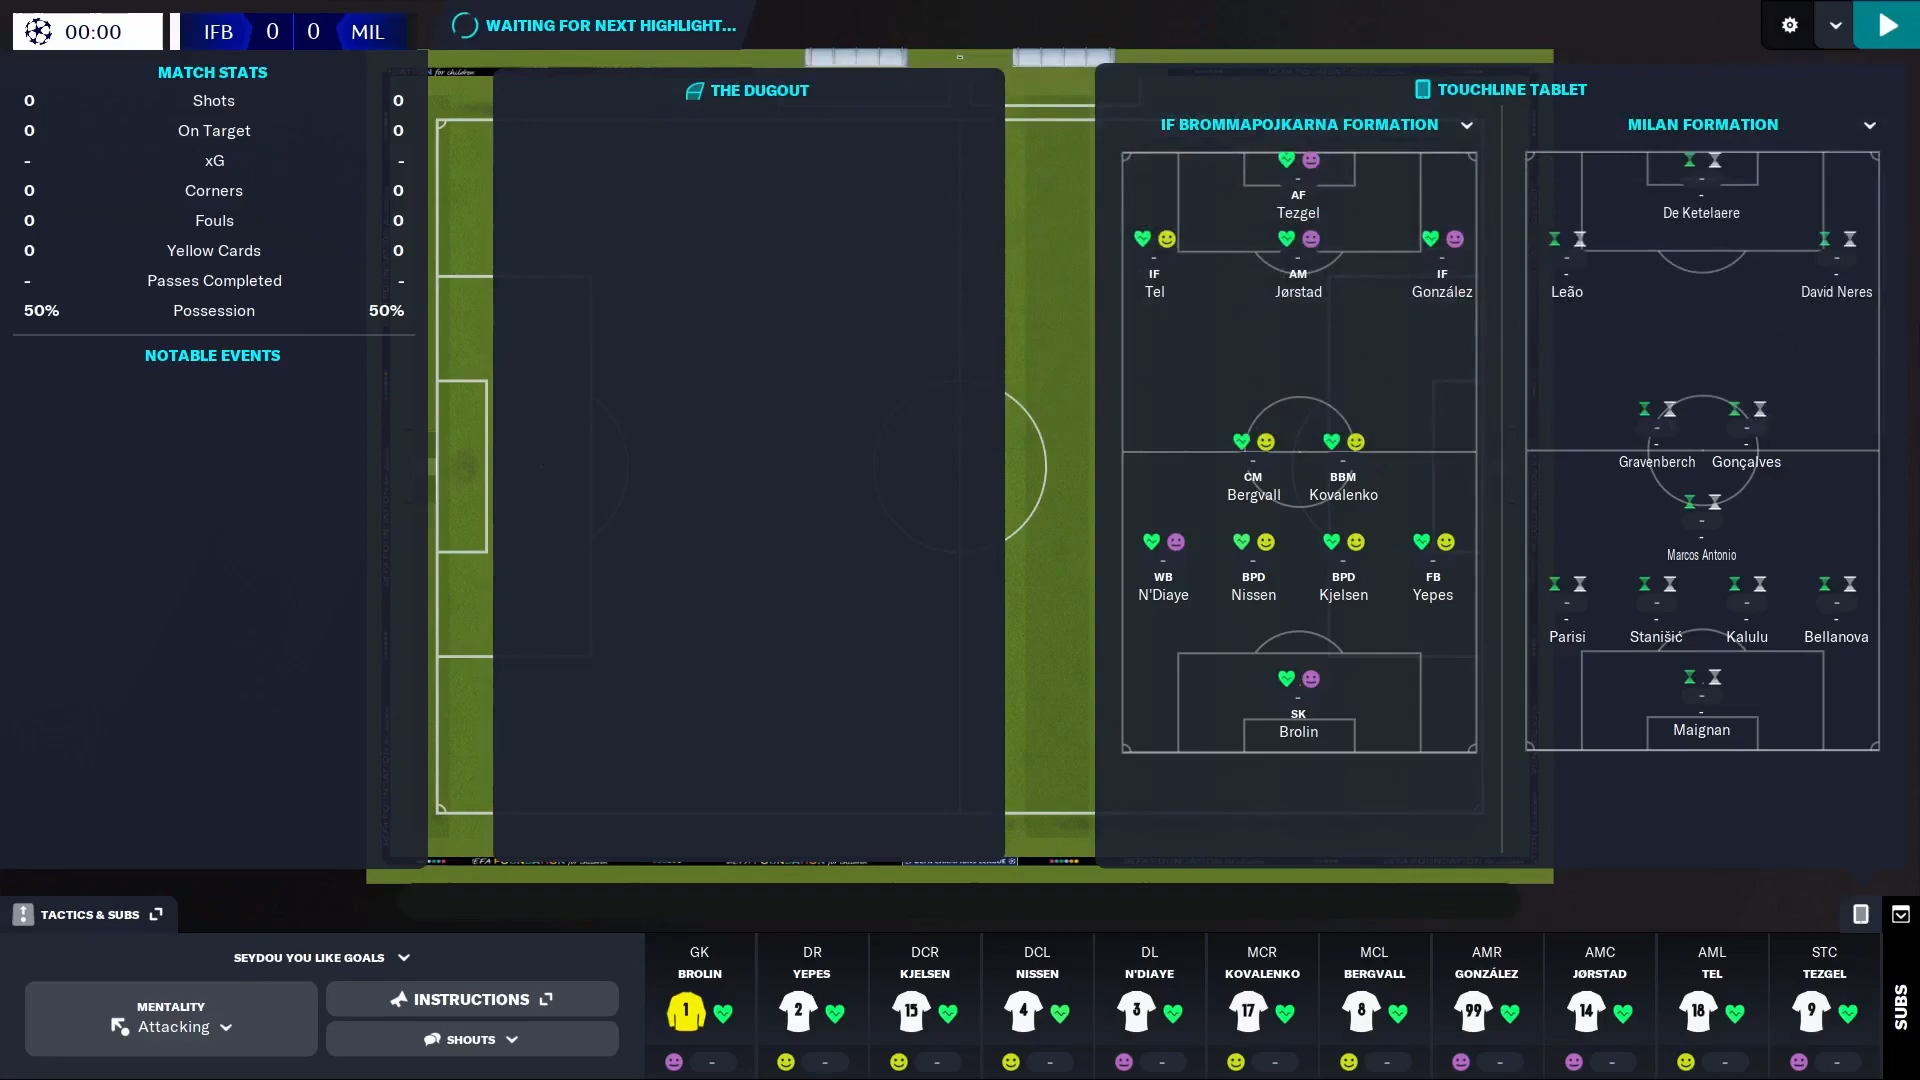 00:00
IFB 0 0 MIL
WAITING FOR NEXT HIGHLIGHT...
MATCH STATS
0 Shots 0
0 On Target 0
- xG -
0 Corners 0
0 Fouls 0
0 Yellow Cards 0
- Passes Completed -
50% Possession 50%
NOTABLE EVENTS
for children
THE DUGOUT
TOUCHLINE TABLET
IF BROMMAPOJKARNA FORMATION
-
AF
Tezgel
- - -
IF AM IF
Tel Jørstad González
- -
CM BBM
Bergvall Kovalenko
- - - -
WB BPD BPD FB
N'Diaye Nissen Kjelsen Yepes
-
SK
Brolin
MILAN FORMATION
-
-
De Ketelaere
- -
- -
Leão David Neres
- -
- -
Gravenberch Gonçalves
-
-
Marcos Antonio
- - - -
- - - -
Parisi Stanišić Kalulu Bellanova
-
-
Maignan
TACTICS & SUBS
SEYDOU YOU LIKE GOALS
MENTALITY
Attacking
INSTRUCTIONS
SHOUTS
GK DR DCR DCL DL MCR MCL AMR AMC AML STC
BROLIN YEPES KJELSEN NISSEN N'DIAYE KOVALENKO BERGVALL GONZÁLEZ JØRSTAD TEL TEZGEL
1 2 15 4 3 17 8 99 14 18 9
- - - - - - - - - - -
SUBS